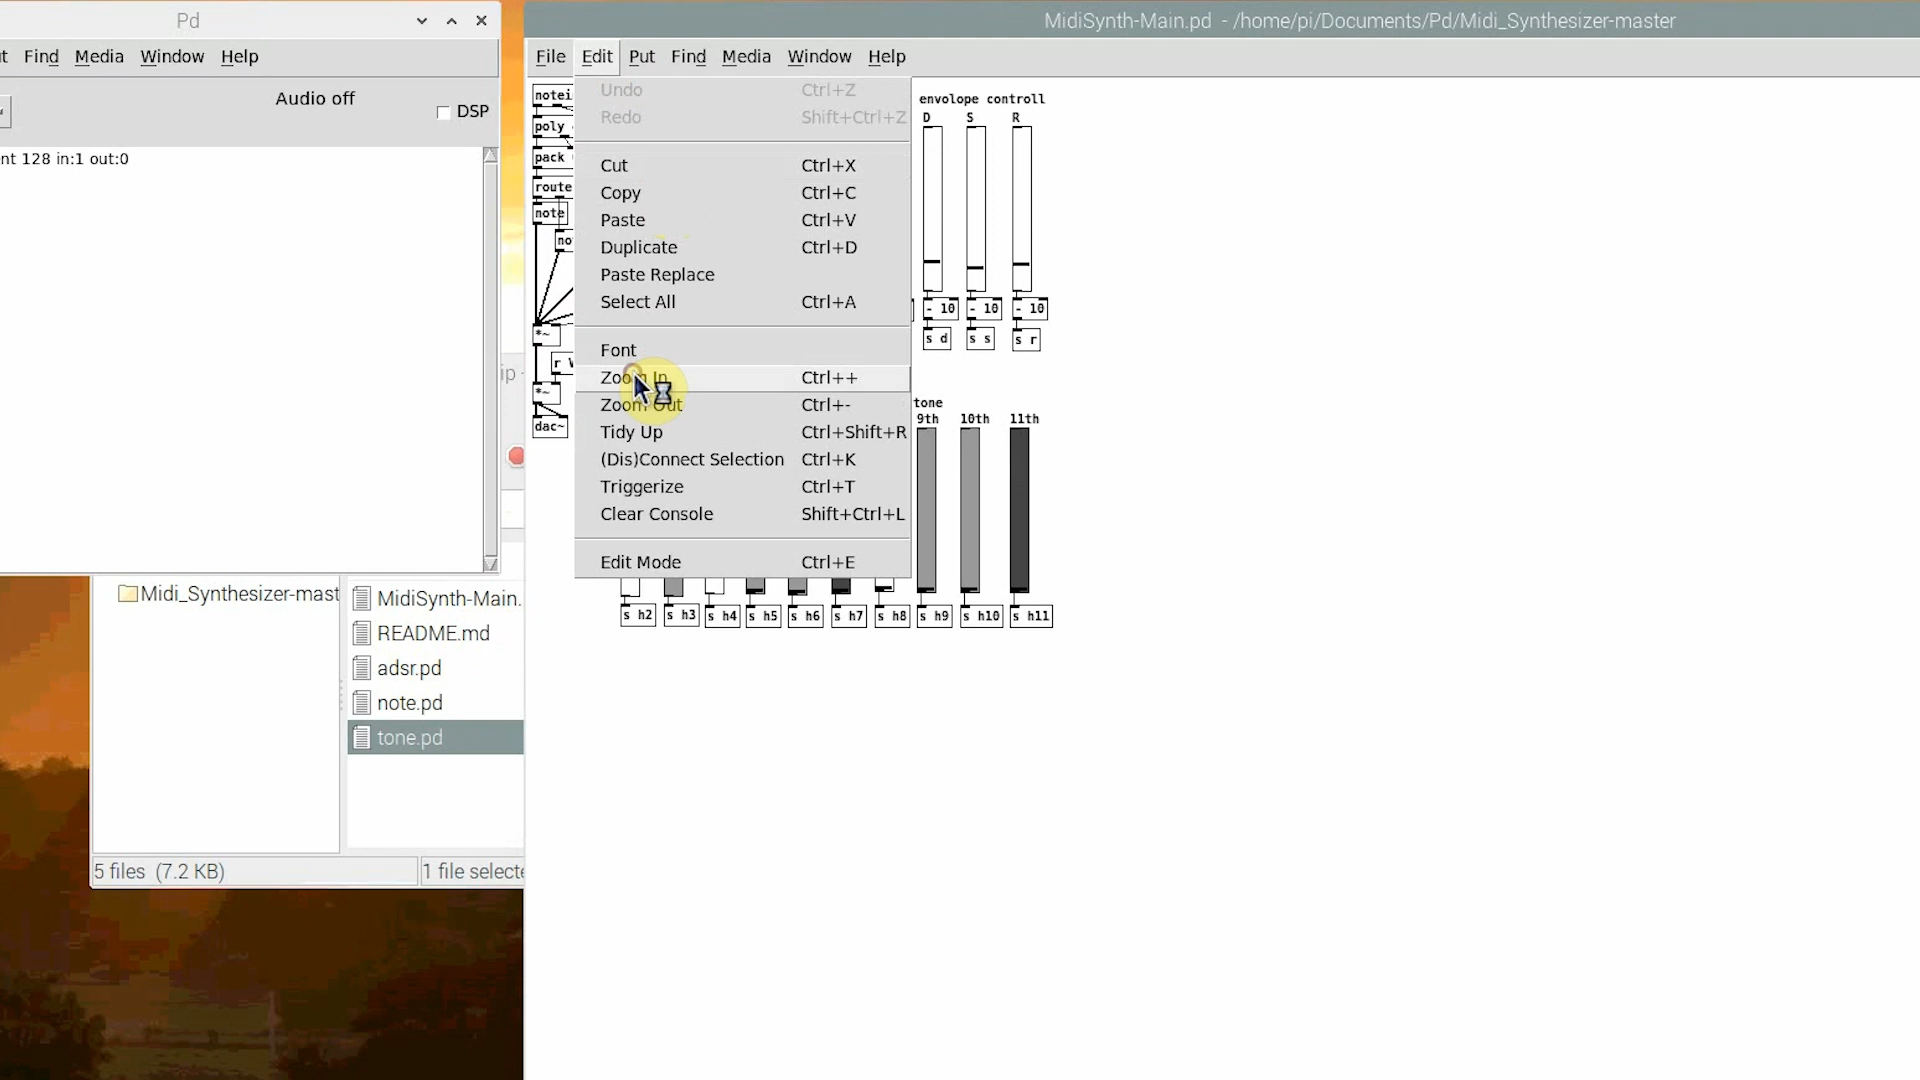 Pd
Find Media Window Help
Audio off
DSP
nt 128 in:1 out:0
MidiSynth-Main.pd - /home/pi/Documents/Pd/Midi_Synthesizer-master
File Edit Put Find Media Window Help
Undo Ctrl+Z
Redo Shift+Ctrl+Z
Cut Ctrl+X
Copy Ctrl+C
Paste Ctrl+V
Duplicate Ctrl+D
Paste Replace
Select All Ctrl+A
Font
Zoom In Ctrl++
Zoom Out Ctrl+-
Tidy Up Ctrl+Shift+R
(Dis)Connect Selection Ctrl+K
Triggerize Ctrl+T
Clear Console Shift+Ctrl+L
Edit Mode Ctrl+E
notei
poly
pack
route
note
no
*~
r
*~
dac~
envolope controll
D S R
- 10 - 10 - 10
s d s s s r
tone
9th 10th 11th
s h2 s h3 s h4 s h5 s h6 s h7 s h8 s h9 s h10 s h11
ip -
Midi_Synthesizer-mast
MidiSynth-Main.
README.md
adsr.pd
note.pd
tone.pd
5 files (7.2 KB)
1 file selecte